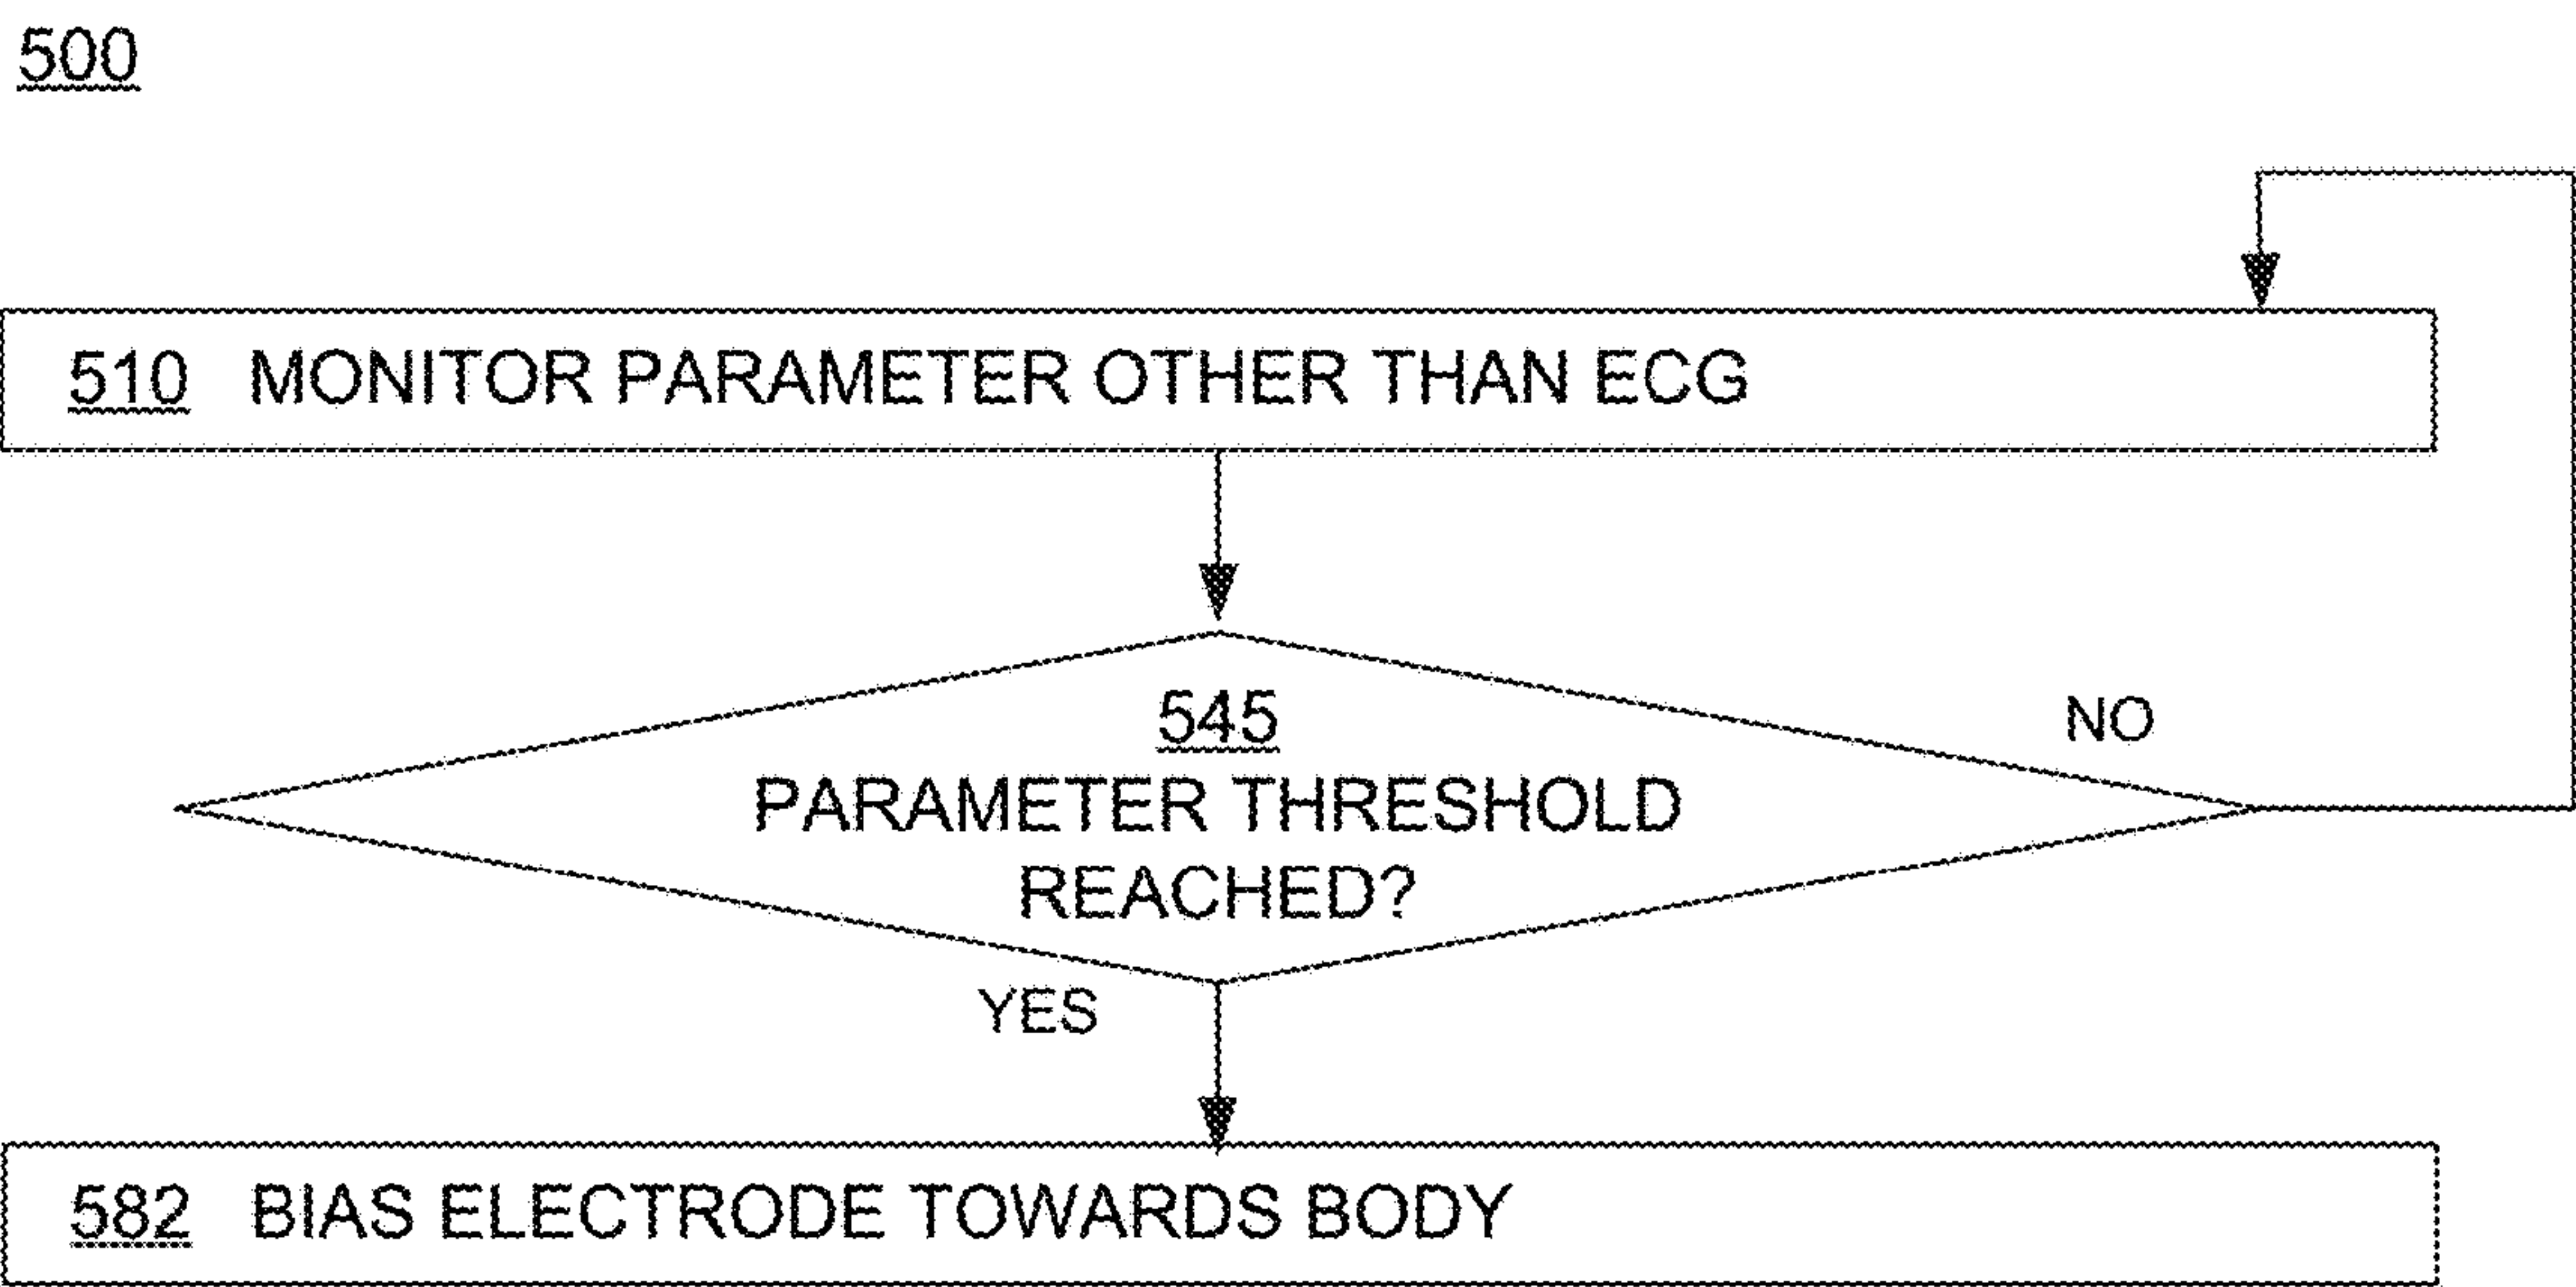 500
510 MONITOR PARAMETER OTHER THAN ECG
545
PARAMETER THRESHOLD
REACHED?
NO
YES
582 BIAS ELECTRODE TOWARDS BODY